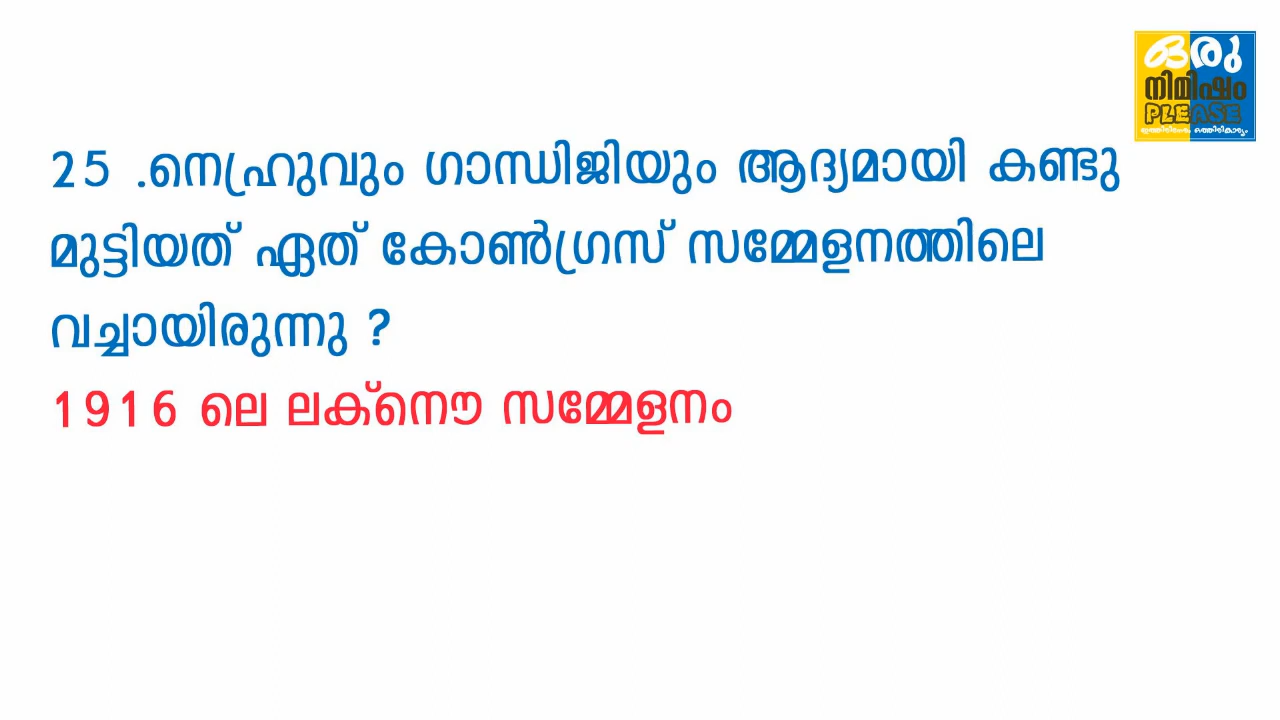 ഒരു
നിമിഷം
PLEASE
25 .നെഹ്രുവും ഗാന്ധിജിയും ആദ്യമായി കണ്ടു
മുട്ടിയത് ഏത് കോൺഗ്രസ് സമ്മേളനത്തിലെ
വച്ചായിരുന്നു ?
1916 ലെ ലക്നൌ സമ്മേളനം